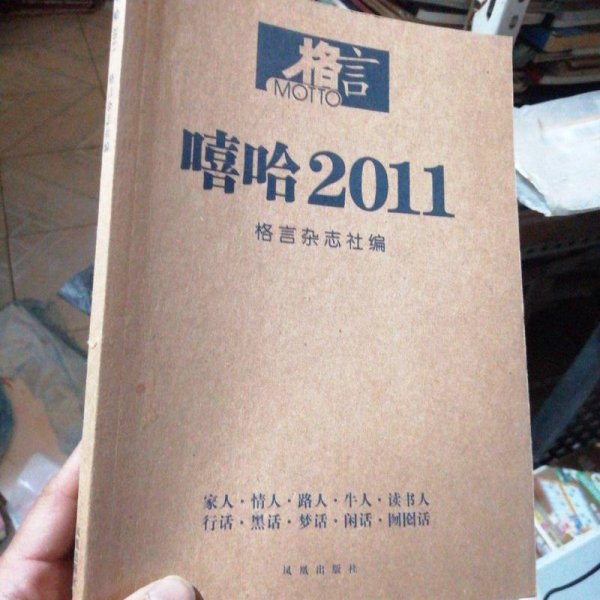 格言
MOTTO
嘻哈2011
格言杂志社编
家人·情人·路人·牛人·读书人
行话·黑话·梦话·闲话·囫囵话
凤凰出版社